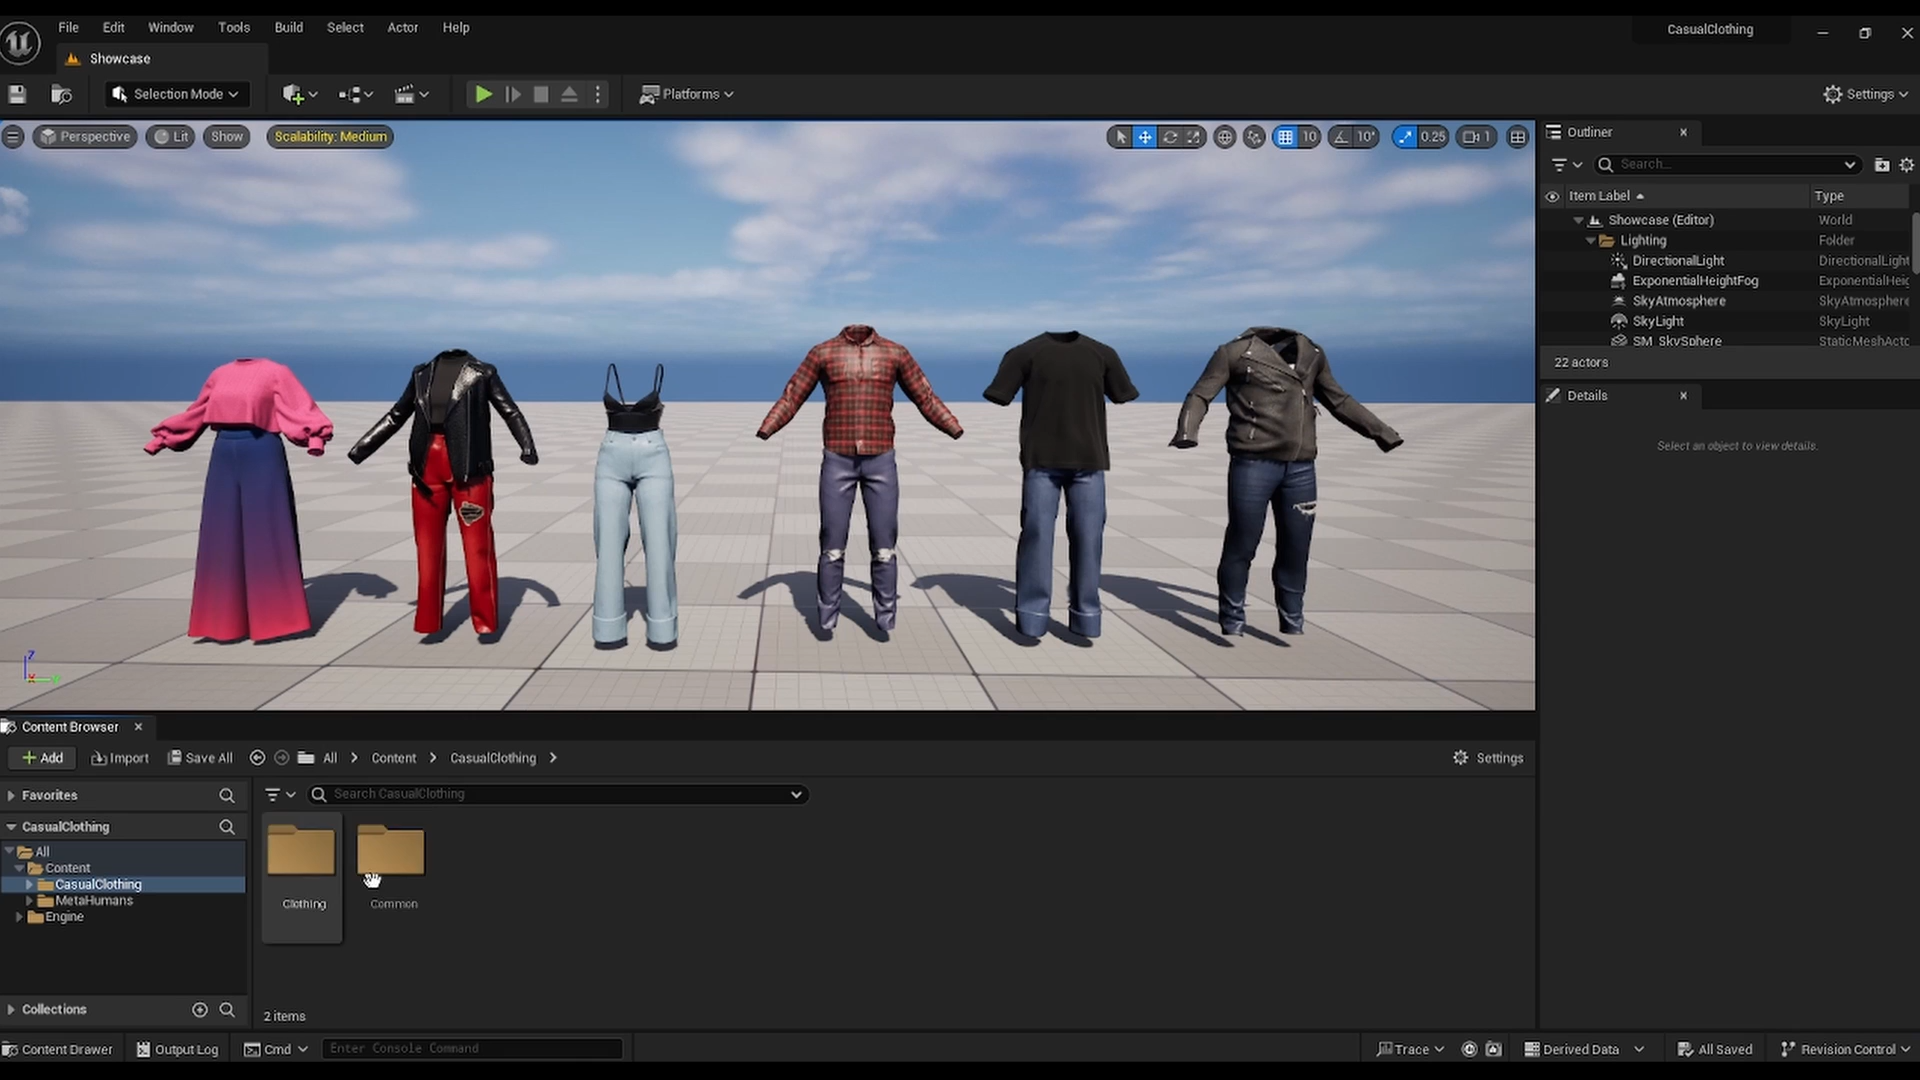 File Edit Window Tools Build Select Actor Help
CasualClothing
Showcase
Selection Mode
Platforms
Settings
Perspective Lit Show Scalability: Medium
10 10° 0.25 1
Outliner
Search...
Item Label Type
Showcase (Editor) World
Lighting Folder
DirectionalLight DirectionalLight
ExponentialHeightFog ExponentialHeig
SkyAtmosphere SkyAtmosphere
SkyLight SkyLight
SM_SkySphere StaticMeshActo
22 actors
Details
Select an object to view details.
Z
Content Browser
Add Import Save All All Content CasualClothing Settings
Favorites
Search CasualClothing
CasualClothing
All
Content
CasualClothing
MetaHumans
Engine
Clothing Common
Collections
2 items
Content Drawer Output Log Cmd Enter Console Command Trace Derived Data All Saved Revision Control